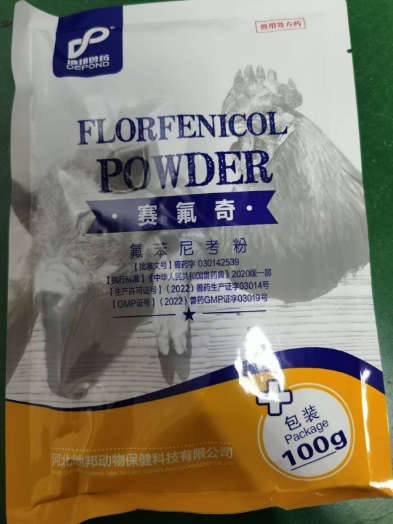 兽用处方药
地邦兽药
DEPOND
FLORFENICOL
POWDER
·赛氟奇·
氟苯尼考粉
【批准文号】兽药字 030142539
【执行标准】《中华人民共和国兽药典》2020版一部
【生产许可证号】(2022)兽药生产证字03014号
【GMP证号】(2022)兽药GMP证字03019号
包装
Package
100g
河北地邦动物保健科技有限公司